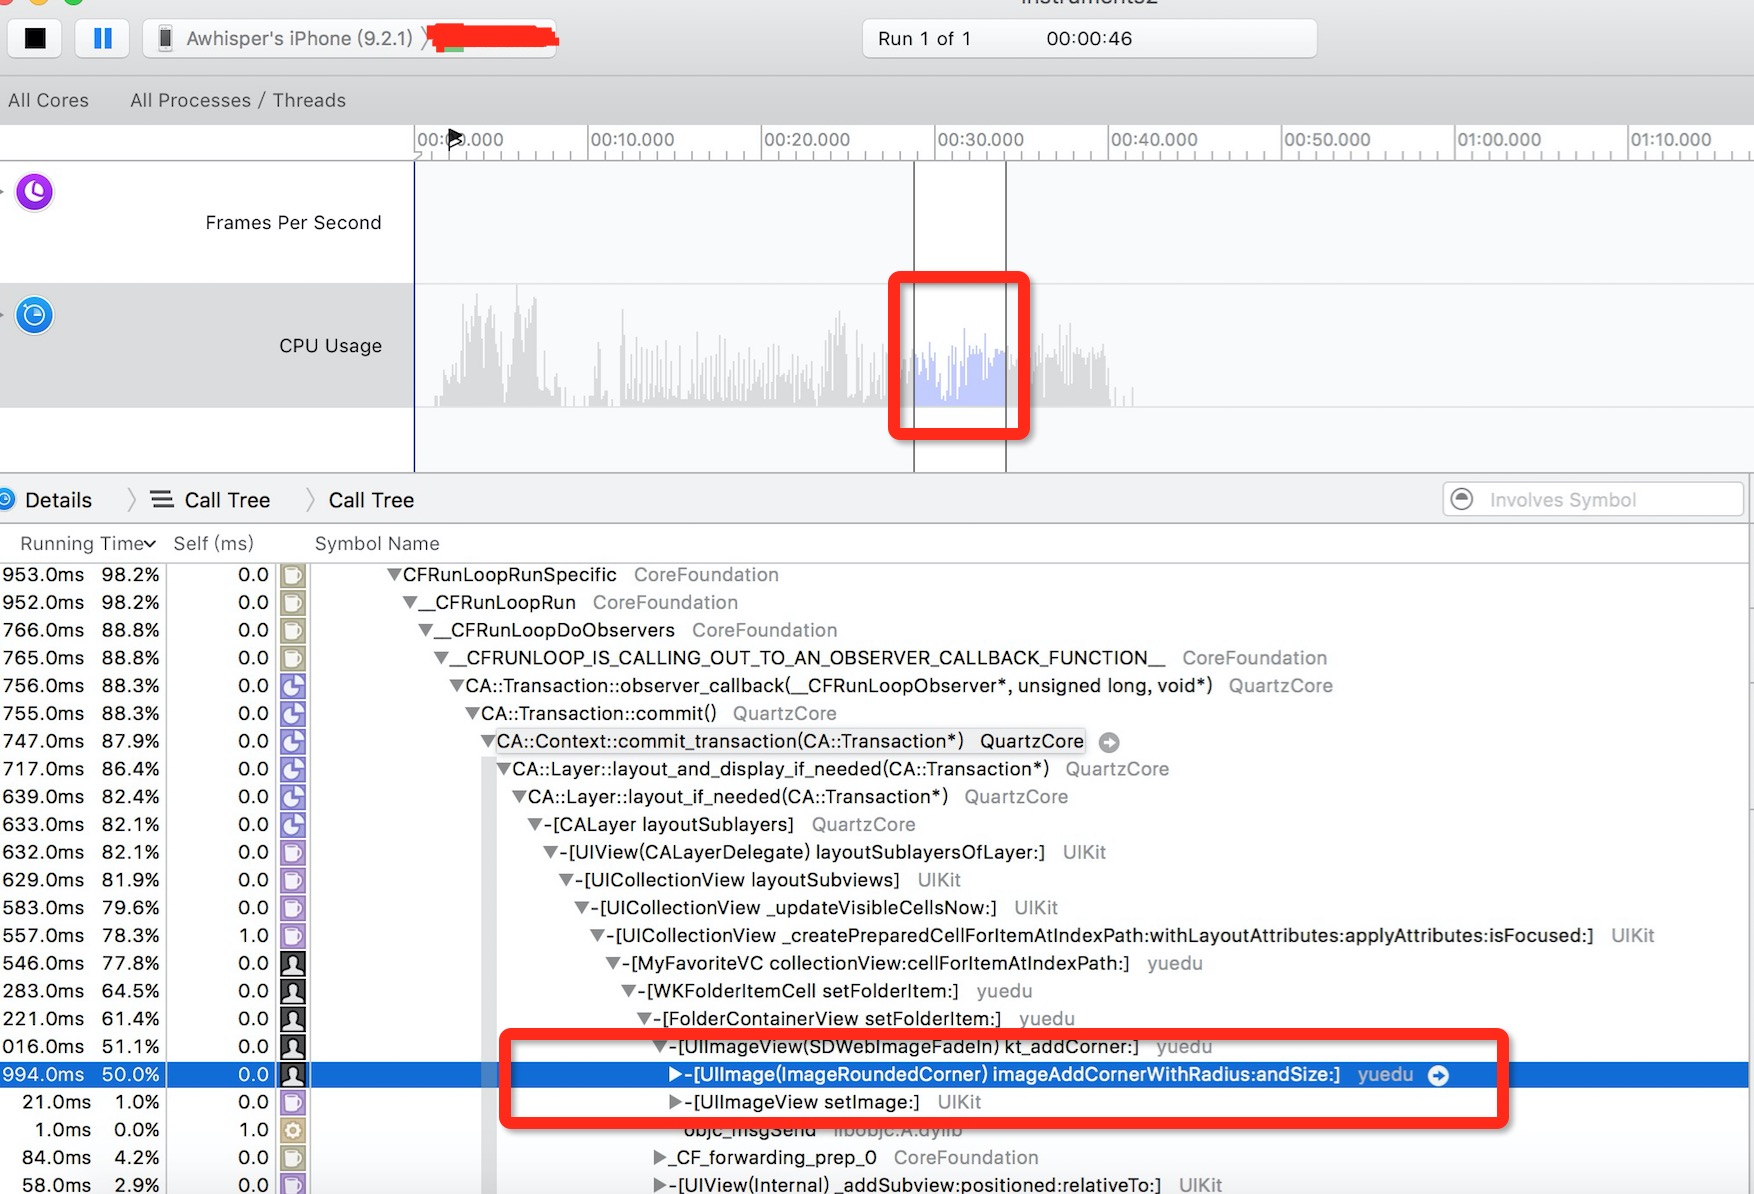 Awhisper's iPhone (9.2.1)
Run 1 of 1 00:00:46
All Cores All Processes / Threads
00:10.000 00:20.000 00:30.000 00:40.000 00:50.000 01:00.000 01:10.000
Frames Per Second
CPU Usage
Details Call Tree Call Tree Involves Symbol
Running Time Self (ms) Symbol Name
953.0ms 98.2% 0.0 CFRunLoopRunSpecific CoreFoundation
952.0ms 98.2% 0.0 __CFRunLoopRun CoreFoundation
766.0ms 88.8% 0.0 __CFRunLoopDoObservers CoreFoundation
765.0ms 88.8% 0.0 __CFRUNLOOP_IS_CALLING_OUT_TO_AN_OBSERVER_CALLBACK_FUNCTION__ CoreFoundation
756.0ms 88.3% 0.0 CA::Transaction::observer_callback(__CFRunLoopObserver*, unsigned long, void*) QuartzCore
755.0ms 88.3% 0.0 CA::Transaction::commit() QuartzCore
747.0ms 87.9% 0.0 CA::Context::commit_transaction(CA::Transaction*) QuartzCore
717.0ms 86.4% 0.0 CA::Layer::layout_and_display_if_needed(CA::Transaction*) QuartzCore
639.0ms 82.4% 0.0 CA::Layer::layout_if_needed(CA::Transaction*) QuartzCore
633.0ms 82.1% 0.0 -[CALayer layoutSublayers] QuartzCore
632.0ms 82.1% 0.0 -[UIView(CALayerDelegate) layoutSublayersOfLayer:] UIKit
629.0ms 81.9% 0.0 -[UICollectionView layoutSubviews] UIKit
583.0ms 79.6% 0.0 -[UICollectionView _updateVisibleCellsNow:] UIKit
557.0ms 78.3% 1.0 -[UICollectionView _createPreparedCellForItemAtIndexPath:withLayoutAttributes:applyAttributes:isFocused:] UIKit
546.0ms 77.8% 0.0 -[MyFavoriteVC collectionView:cellForItemAtIndexPath:] yuedu
283.0ms 64.5% 0.0 -[WKFolderItemCell setFolderItem:] yuedu
221.0ms 61.4% 0.0 -[FolderContainerView setFolderItem:] yuedu
016.0ms 51.1% 0.0 -[UIImageView(SDWebImageFadeIn) kt_addCorner:] yuedu
994.0ms 50.0% 0.0 -[UIImage(ImageRoundedCorner) imageAddCornerWithRadius:andSize:] yuedu
21.0ms 1.0% 0.0 -[UIImageView setImage:] UIKit
1.0ms 0.0% 1.0 objc_msgSend libobjc.A.dylib
84.0ms 4.2% 0.0 _CF_forwarding_prep_0 CoreFoundation
58.0ms 2.9% 0.0 -[UIView(Internal) _addSubview:positioned:relativeTo:] UIKit